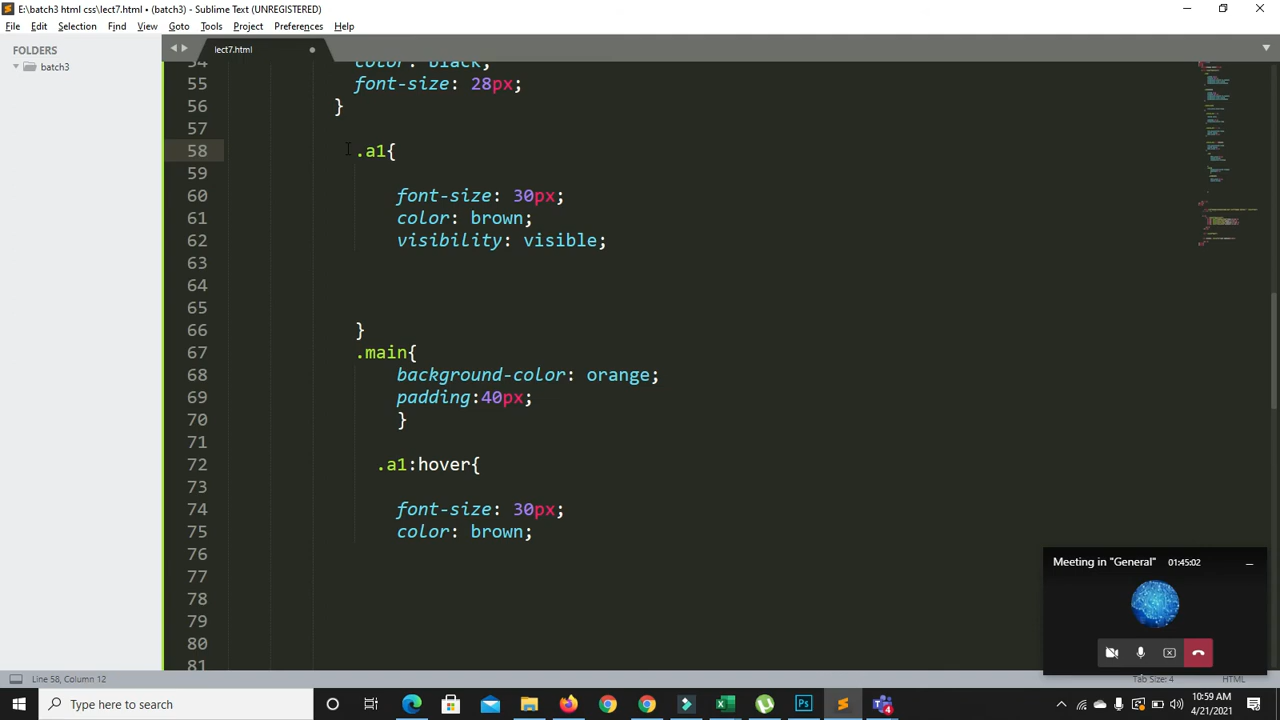 E:\batch3 html css\lect7.html • (batch3) - Sublime Text (UNREGISTERED)
File Edit Selection Find View Goto Tools Project Preferences Help
FOLDERS
batch3
lect7.html
54 color: black;
55 font-size: 28px;
56 }
57
58 .a1{
59
60 font-size: 30px;
61 color: brown;
62 visibility: visible;
63
64
65
66 }
67 .main{
68 background-color: orange;
69 padding:40px;
70 }
71
72 .a1:hover{
73
74 font-size: 30px;
75 color: brown;
76
77
78
79
80
81
Meeting in "General" 01:45:02
Line 58, Column 12
Tab Size: 4
HTML
Type here to search
10:59 AM
4/21/2021